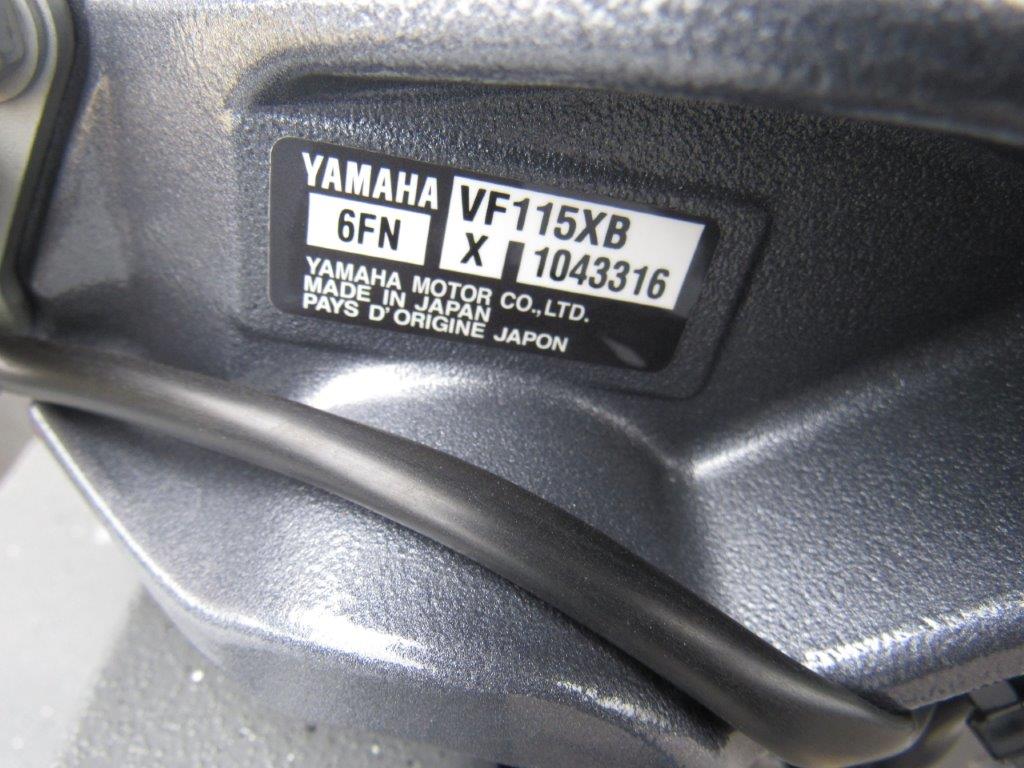 YAMAHA VF115XB
6FN X 1043316
YAMAHA MOTOR CO.,LTD.
MADE IN JAPAN
PAYS D'ORIGINE JAPON